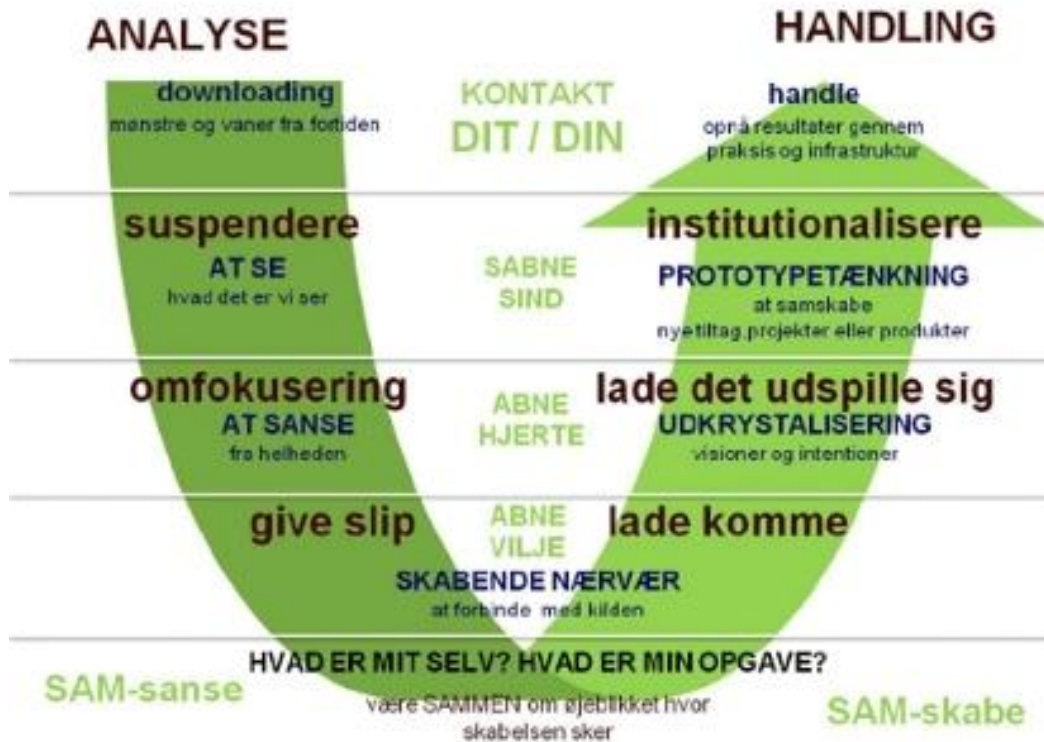 ANALYSE
HANDLING
downloading
mønstre og vaner fra fortiden
KONTAKT
DIT / DIN
handle
opnå resultater gennem
praksis og infrastruktur
suspendere
AT SE
hvad det er vi ser
SABNE
SIND
institutionalisere
PROTOTYPETÆNKNING
at samskabe
nye tiltag, projekter eller produkter
omfokusering
AT SANSE
fra helheden
ABNE
HJERTE
lade det udspille sig
UDKRYSTALISERING
visioner og intentioner
give slip
ABNE
VILJE
lade komme
SKABENDE NÆRVÆR
at forbinde med kilden
HVAD ER MIT SELV? HVAD ER MIN OPGAVE?
SAM-sanse
være SAMMEN om øjeblikket hvor
skabelsen sker
SAM-skabe